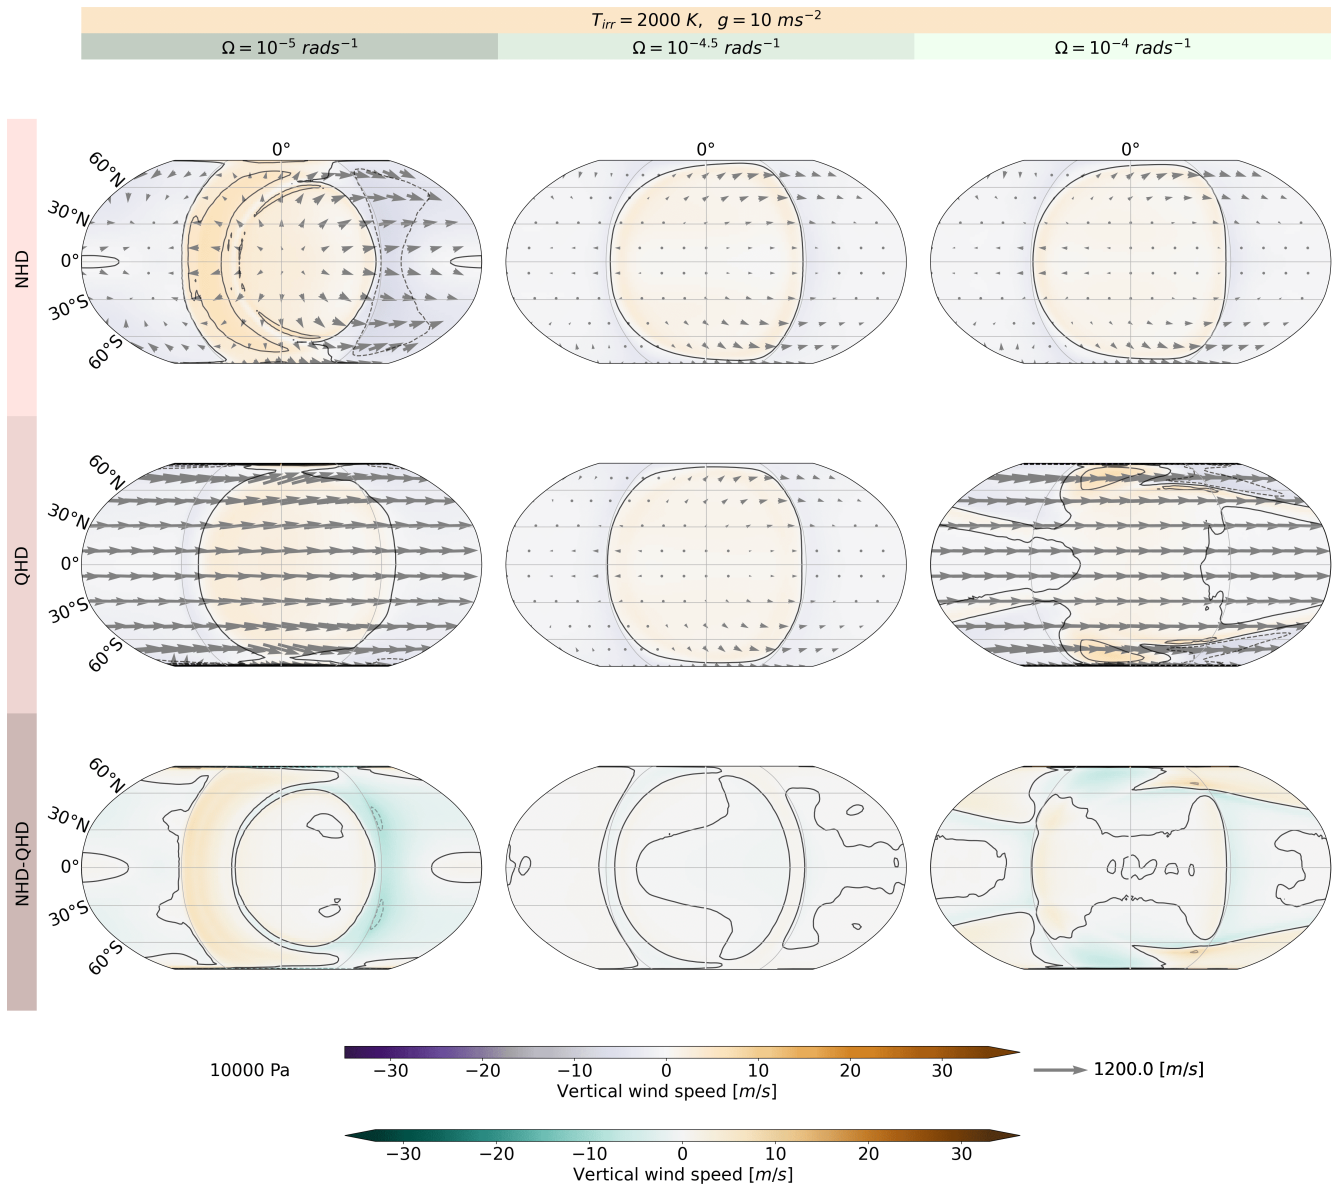 T_irr = 2000 K, g = 10 ms⁻²
Ω = 10⁻⁵ rads⁻¹ Ω = 10⁻⁴·⁵ rads⁻¹ Ω = 10⁻⁴ rads⁻¹
0° 0° 0°
NHD
60°N
30°N
0°
30°S
60°S
QHD
60°N
30°N
0°
30°S
60°S
NHD-QHD
60°N
30°N
0°
30°S
60°S
10000 Pa
−30 −20 −10 0 10 20 30
Vertical wind speed [m/s]
1200.0 [m/s]
−30 −20 −10 0 10 20 30
Vertical wind speed [m/s]